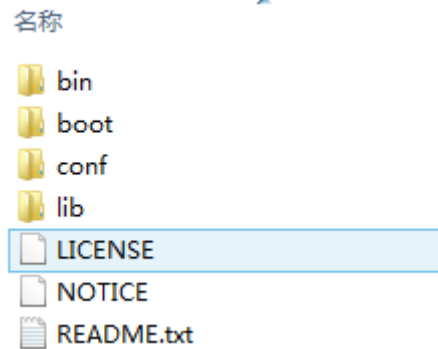 名称
bin
boot
conf
lib
LICENSE
NOTICE
README.txt